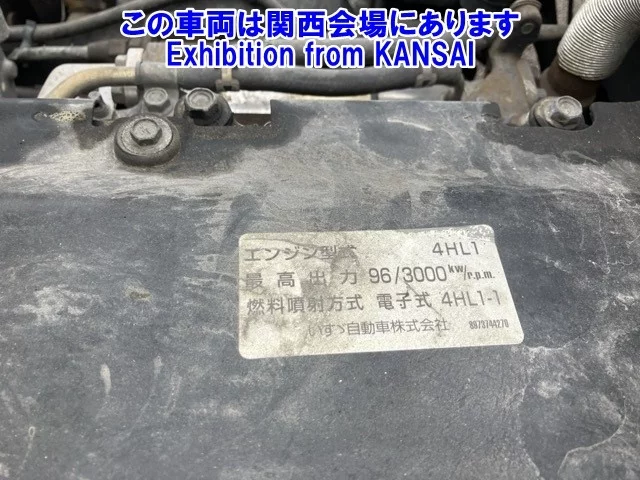 この車両は関西会場にあります
Exhibition from KANSAI
エンジン型式 4HL1
最高出力 96/3000 kw/r.p.m.
燃料噴射方式 電子式 4HL1-1
いすゞ自動車株式会社 8973744270